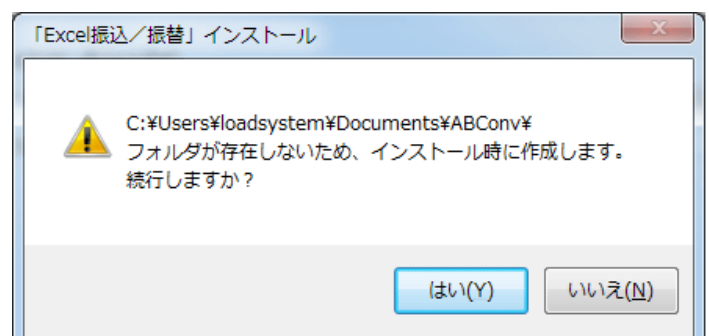 「Excel振込／振替」インストール
C:¥Users¥loadsystem¥Documents¥ABConv¥
フォルダが存在しないため、インストール時に作成します。
続行しますか？
はい(Y)
いいえ(N)